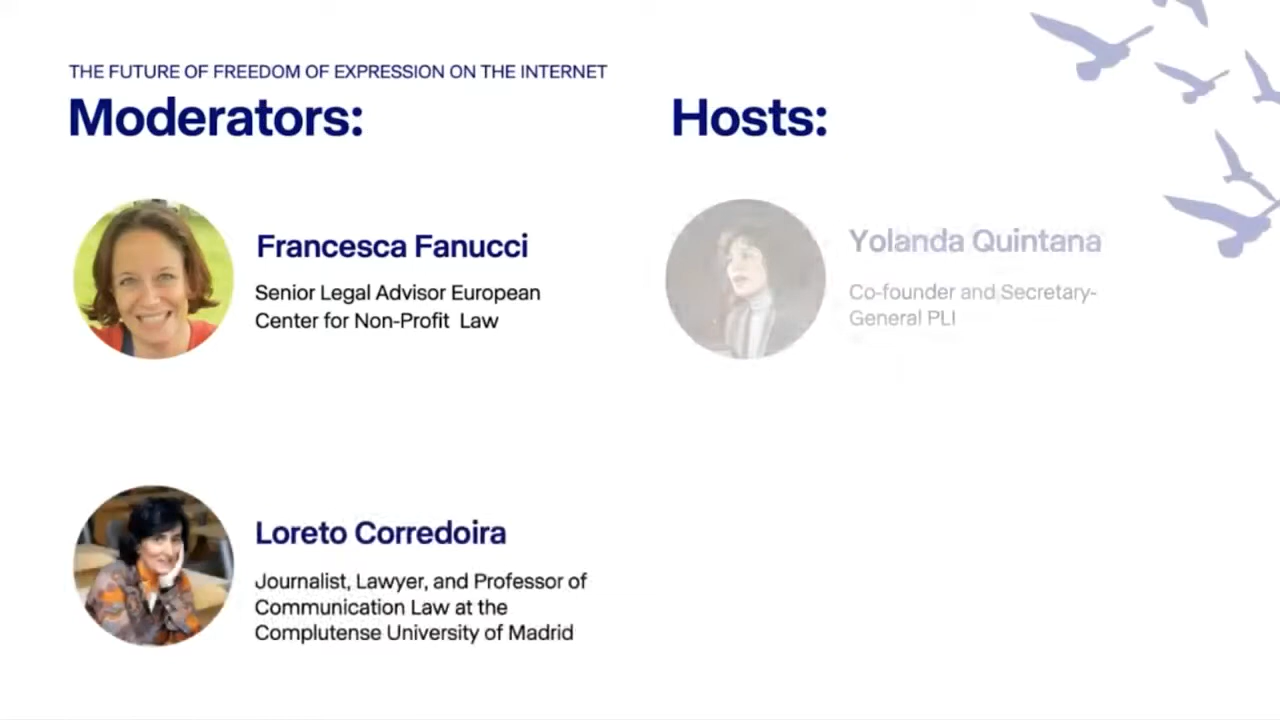 THE FUTURE OF FREEDOM OF EXPRESSION ON THE INTERNET
Moderators:
Francesca Fanucci
Senior Legal Advisor European
Center for Non-Profit Law
Loreto Corredoira
Journalist, Lawyer, and Professor of
Communication Law at the
Complutense University of Madrid
Hosts:
Yolanda Quintana
Co-founder and Secretary-
General PLI